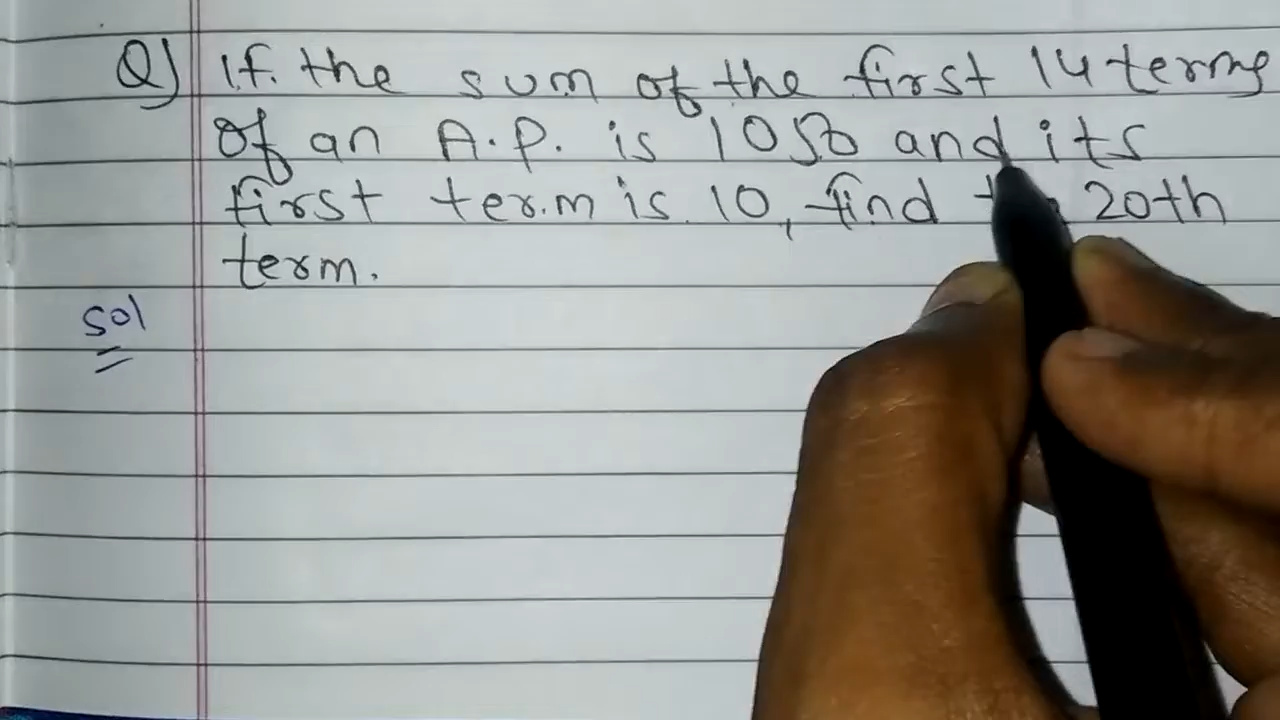 Q) If the sum of the first 14 terms
of an A.P. is 1050 and its
first term is 10, find 20th
term.
Sol